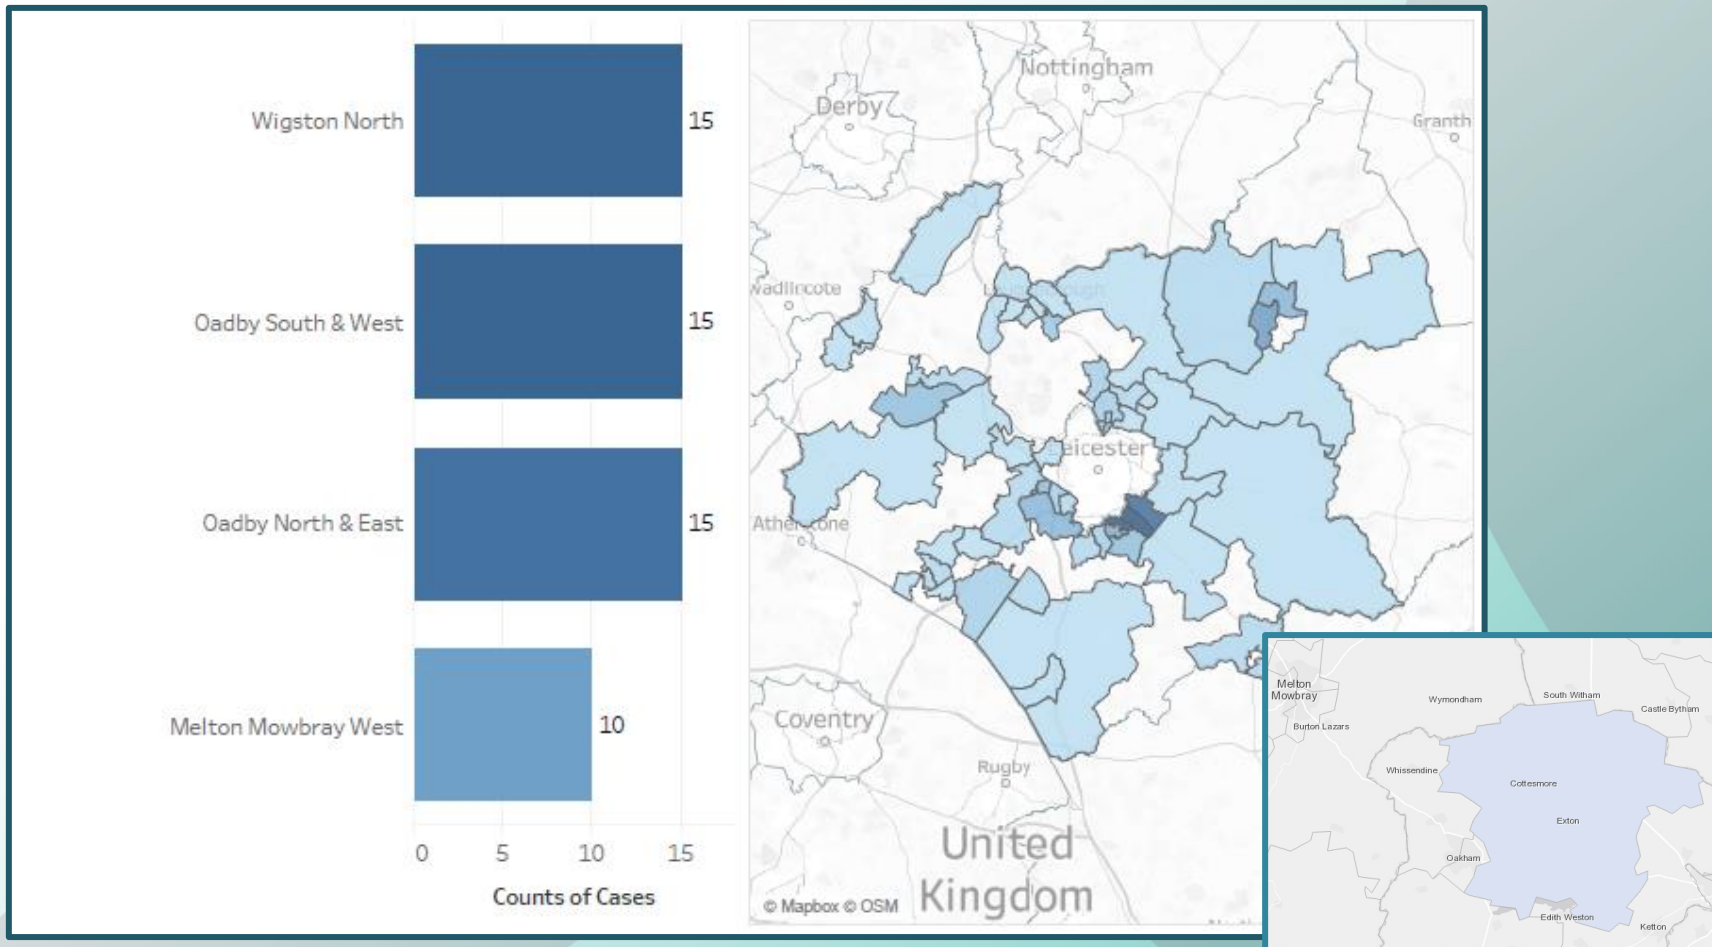 Wigston North
15
Oadby South & West
15
Oadby North & East
15
Melton Mowbray West
10
0 5 10 15
Counts of Cases
Nottingham
Derby
Granth
wadlincote
eicester
Coventry
Rugby
United
Kingdom
© Mapbox © OSM
Melton
Mowbray
Wymondham
South Witham
Castle Bytham
Burton Lazars
Whissendine
Cottesmore
Exton
Oakham
Edith Weston
Ketton